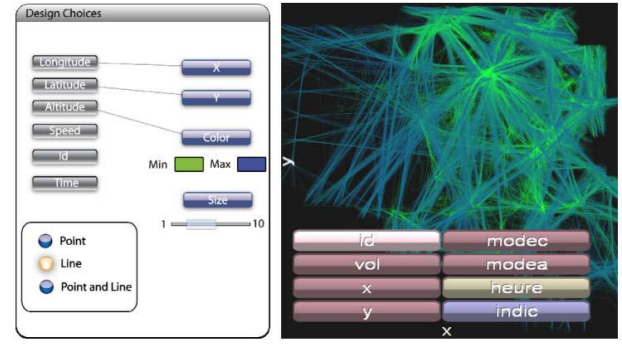 Design Choices
Longitude
X
Latitude
Y
Altitude
Color
Speed
Min
Max
Id
Time
Size
1
10
Point
Line
Point and Line
y
id
modec
vol
modea
x
heure
y
indic
x